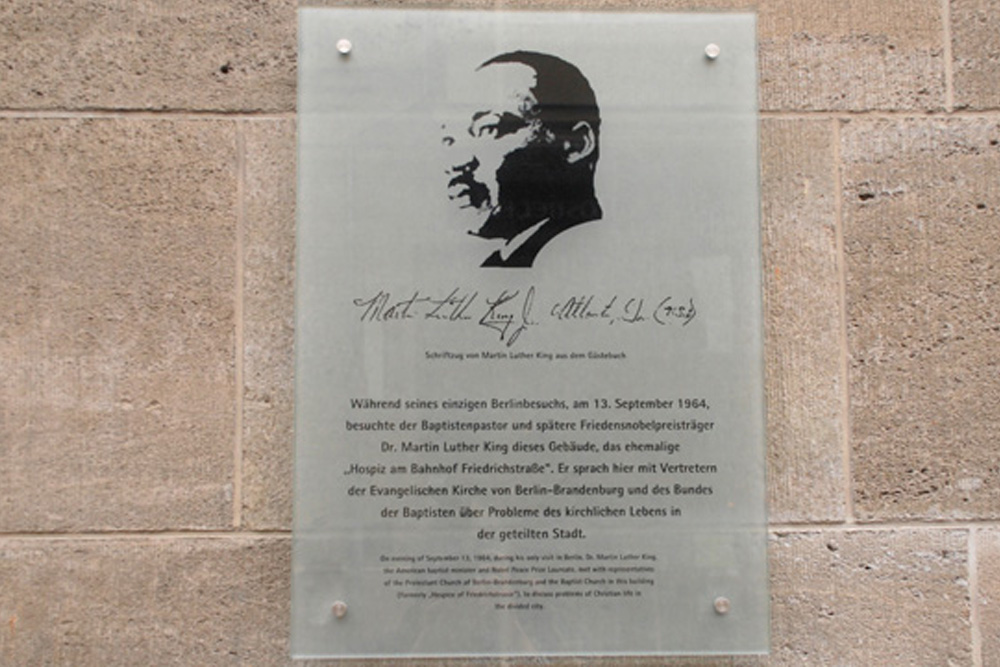 Martin Luther King Jr. Atlanta, Ga. (USA)
Schriftzug von Martin Luther King aus dem Gästebuch
Während seines einzigen Berlinbesuchs, am 13. September 1964,
besuchte der Baptistenpastor und spätere Friedensnobelpreisträger
Dr. Martin Luther King dieses Gebäude, das ehemalige
„Hospiz am Bahnhof Friedrichstraße“. Er sprach hier mit Vertretern
der Evangelischen Kirche von Berlin-Brandenburg und des Bundes
der Baptisten über Probleme des kirchlichen Lebens in
der geteilten Stadt.
On evening of September 13, 1964, during his only visit in Berlin, Dr. Martin Luther King,
the American baptist minister and Nobel Peace Prize Laureate, met with representatives
of the Protestant Church of Berlin-Brandenburg and the Baptist Church in this building
(formerly „Hospice of Friedrichstrasse“), to discuss problems of Christian life in
the divided city.